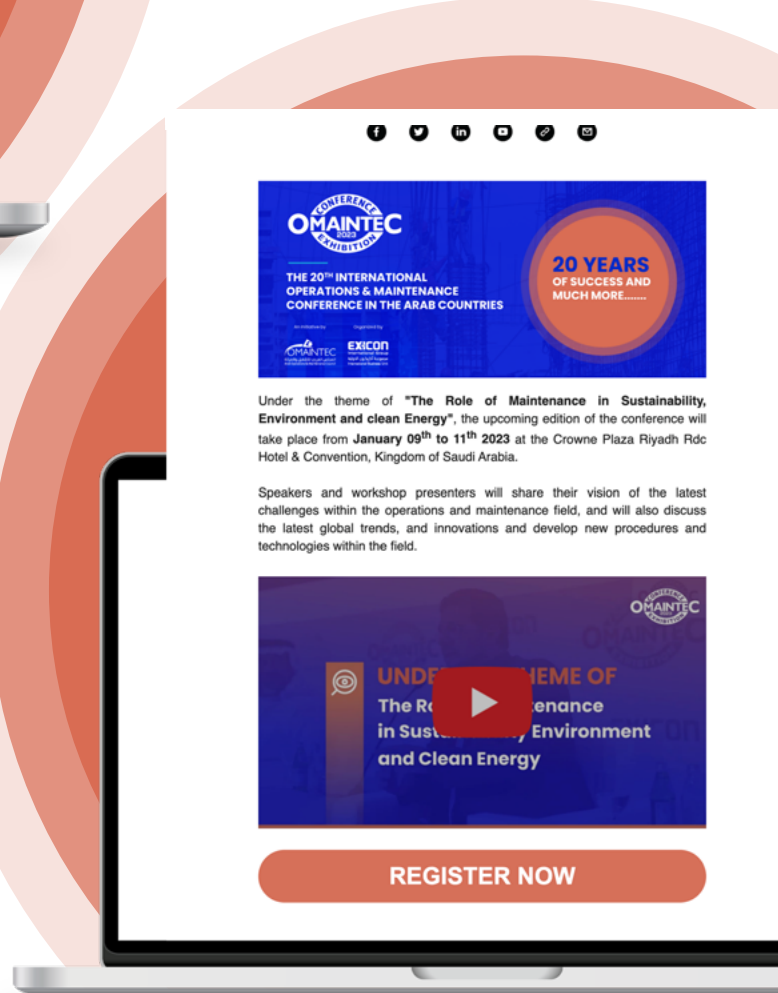 CONFERENCE
OMAINTEC
2023
EXHIBITION
THE 20TH INTERNATIONAL
OPERATIONS & MAINTENANCE
CONFERENCE IN THE ARAB COUNTRIES
20 YEARS
OF SUCCESS AND
MUCH MORE.......
An Initiative by
Organized by
OMAINTEC
EXICON
International Group
Under the theme of "The Role of Maintenance in Sustainability,
Environment and clean Energy", the upcoming edition of the conference will
take place from January 09th to 11th 2023 at the Crowne Plaza Riyadh Rdc
Hotel & Convention, Kingdom of Saudi Arabia.
Speakers and workshop presenters will share their vision of the latest
challenges within the operations and maintenance field, and will also discuss
the latest global trends, and innovations and develop new procedures and
technologies within the field.
CONFERENCE
OMAINTEC
EXHIBITION
UNDE HEME OF
The Ro tenance
in Sust y Environment
and Clean Energy
REGISTER NOW